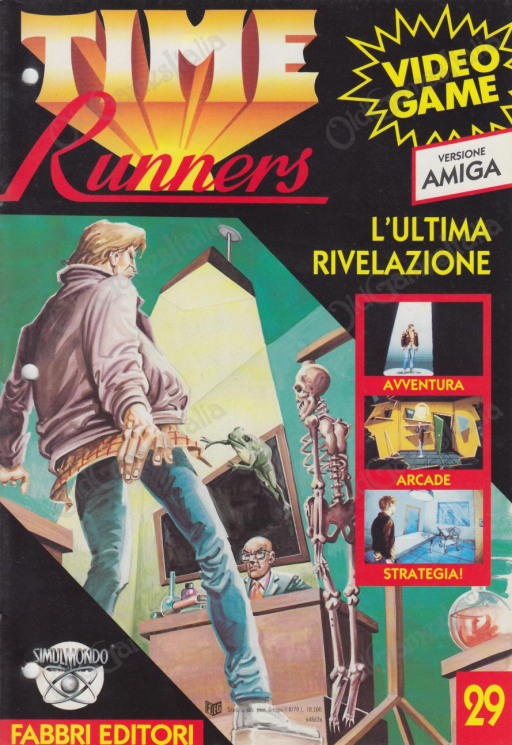 TIME
Runners
VIDEO
GAME
VERSIONE
AMIGA
L'ULTIMA
RIVELAZIONE
AVVENTURA
ARCADE
STRATEGIA!
SIMULMONDO
29
FABBRI EDITORI